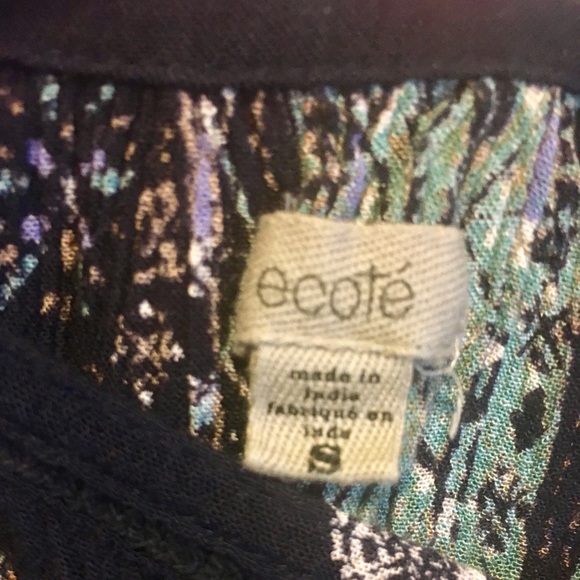 ecoté
made in
India
fabriqué en
inde
S